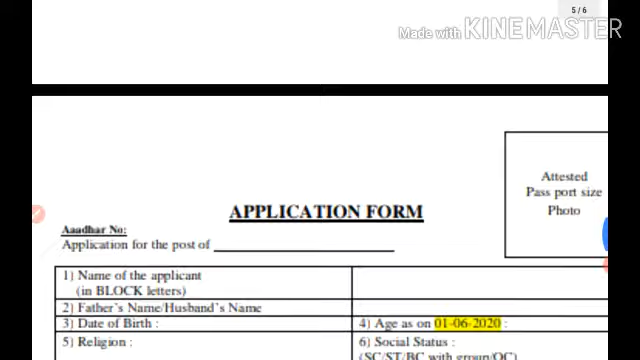 5 / 6
Made with KINEMASTER
Attested
Pass port size
Photo
APPLICATION FORM
Aaadhar No:
Application for the post of
1) Name of the applicant
(in BLOCK letters)
2) Father's Name/Husband's Name
3) Date of Birth :
4) Age as on 01-06-2020 :
5) Religion :
6) Social Status :
(SC/ST/BC with group/OC)